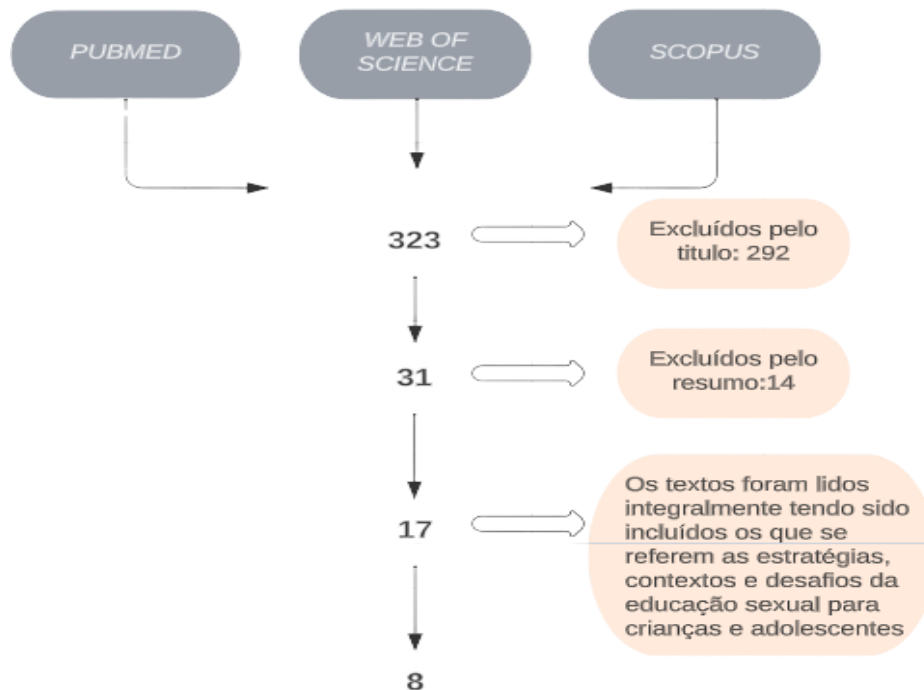 PUBMED
WEB OF
SCIENCE
SCOPUS
323
Excluídos pelo
titulo: 292
31
Excluídos pelo
resumo:14
17
Os textos foram lidos
integralmente tendo sido
incluídos os que se
referem as estratégias,
contextos e desafios da
educação sexual para
crianças e adolescentes
8